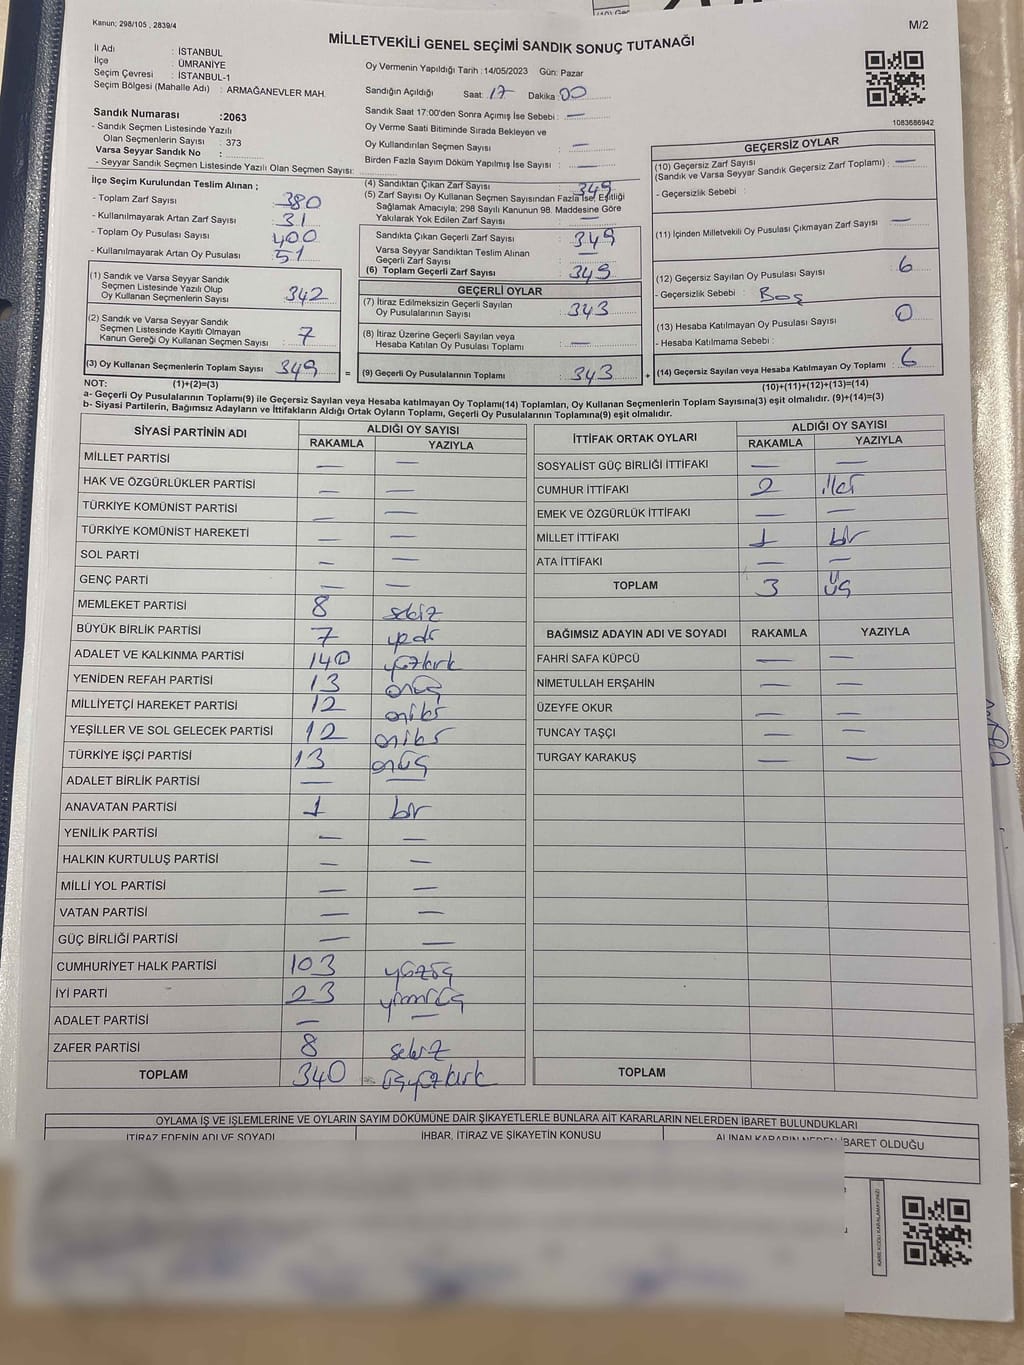 Kanun; 298/105 , 2839/4
M/2
MİLLETVEKİLİ GENEL SEÇİMİ SANDIK SONUÇ TUTANAĞI
İl Adı : İSTANBUL
İlçe : ÜMRANİYE
Seçim Çevresi : İSTANBUL-1
Seçim Bölgesi (Mahalle Adı) : ARMAĞANEVLER MAH.
Oy Vermenin Yapıldığı Tarih : 14/05/2023 Gün: Pazar
Sandığın Açıldığı Saat: 17 Dakika: 00
Sandık Saat 17:00'den Sonra Açımış İse Sebebi : —
Oy Verme Saati Bitiminde Sırada Bekleyen ve
Oy Kullandırılan Seçmen Sayısı : —
Birden Fazla Sayım Döküm Yapılmış İse Sayısı : —
1083686942
Sandık Numarası :2063
- Sandık Seçmen Listesinde Yazılı
Olan Seçmenlerin Sayısı : 373
Varsa Seyyar Sandık No :
- Seyyar Sandık Seçmen Listesinde Yazılı Olan Seçmen Sayısı:
İlçe Seçim Kurulundan Teslim Alınan ;
- Toplam Zarf Sayısı : 380
- Kullanılmayarak Artan Zarf Sayısı : 31
- Toplam Oy Pusulası Sayısı : 400
- Kullanılmayarak Artan Oy Pusulası : 51
(1) Sandık ve Varsa Seyyar Sandık
Seçmen Listesinde Yazılı Olup
Oy Kullanan Seçmenlerin Sayısı : 342
(2) Sandık ve Varsa Seyyar Sandık
Seçmen Listesinde Kayıtlı Olmayan
Kanun Gereği Oy Kullanan Seçmen Sayısı : 7
(3) Oy Kullanan Seçmenlerin Toplam Sayısı : 349 =
(4) Sandıktan Çıkan Zarf Sayısı : 349
(5) Zarf Sayısı Oy Kullanan Seçmen Sayısından Fazla İse, Eşitliği
Sağlamak Amacıyla; 298 Sayılı Kanunun 98. Maddesine Göre
Yakılarak Yok Edilen Zarf Sayısı : —
Sandıkta Çıkan Geçerli Zarf Sayısı : 349
Varsa Seyyar Sandıktan Teslim Alınan
Geçerli Zarf Sayısı : —
(6) Toplam Geçerli Zarf Sayısı : 349
GEÇERLİ OYLAR
(7) İtiraz Edilmeksizin Geçerli Sayılan
Oy Pusulalarının Sayısı : 343
(8) İtiraz Üzerine Geçerli Sayılan veya
Hesaba Katılan Oy Pusulası Toplamı : —
(9) Geçerli Oy Pusulalarının Toplamı : 343 +
GEÇERSİZ OYLAR
(10) Geçersiz Zarf Sayısı
(Sandık ve Varsa Seyyar Sandık Geçersiz Zarf Toplamı) : —
- Geçersizlik Sebebi :
(11) İçinden Milletvekili Oy Pusulası Çıkmayan Zarf Sayısı : —
(12) Geçersiz Sayılan Oy Pusulası Sayısı : 6
- Geçersizlik Sebebi : Boş
(13) Hesaba Katılmayan Oy Pusulası Sayısı : 0
- Hesaba Katılmama Sebebi :
(14) Geçersiz Sayılan veya Hesaba Katılmayan Oy Toplamı : 6
NOT: (1)+(2)=(3)
(10)+(11)+(12)+(13)=(14)
a- Geçerli Oy Pusulalarının Toplamı(9) ile Geçersiz Sayılan veya Hesaba katılmayan Oy Toplamı(14) Toplamları, Oy Kullanan Seçmenlerin Toplam Sayısına(3) eşit olmalıdır. (9)+(14)=(3)
b- Siyasi Partilerin, Bağımsız Adayların ve İttifakların Aldığı Ortak Oyların Toplamı, Geçerli Oy Pusulalarının Toplamına(9) eşit olmalıdır.
SİYASİ PARTİNİN ADI ALDIĞI OY SAYISI
RAKAMLA YAZIYLA
MİLLET PARTİSİ — —
HAK VE ÖZGÜRLÜKLER PARTİSİ — —
TÜRKİYE KOMÜNİST PARTİSİ — —
TÜRKİYE KOMÜNİST HAREKETİ — —
SOL PARTİ — —
GENÇ PARTİ — —
MEMLEKET PARTİSİ 8 sekiz
BÜYÜK BİRLİK PARTİSİ 7 yedi
ADALET VE KALKINMA PARTİSİ 140 yüzkırk
YENİDEN REFAH PARTİSİ 13 onüç
MİLLİYETÇİ HAREKET PARTİSİ 12 oniki
YEŞİLLER VE SOL GELECEK PARTİSİ 12 oniki
TÜRKİYE İŞÇİ PARTİSİ 13 onüç
ADALET BİRLİK PARTİSİ — —
ANAVATAN PARTİSİ 1 bir
YENİLİK PARTİSİ — —
HALKIN KURTULUŞ PARTİSİ — —
MİLLİ YOL PARTİSİ — —
VATAN PARTİSİ — —
GÜÇ BİRLİĞİ PARTİSİ — —
CUMHURİYET HALK PARTİSİ 103 yüzüç
İYİ PARTİ 23 yirmiüç
ADALET PARTİSİ — —
ZAFER PARTİSİ 8 sekiz
TOPLAM 340 üçyüzkırk
İTTİFAK ORTAK OYLARI ALDIĞI OY SAYISI
RAKAMLA YAZIYLA
SOSYALİST GÜÇ BİRLİĞİ İTTİFAKI — —
CUMHUR İTTİFAKI 2 iki
EMEK VE ÖZGÜRLÜK İTTİFAKI — —
MİLLET İTTİFAKI 1 bir
ATA İTTİFAKI — —
TOPLAM 3 üç
BAĞIMSIZ ADAYIN ADI VE SOYADI RAKAMLA YAZIYLA
FAHRİ SAFA KÜPCÜ — —
NİMETULLAH ERŞAHİN — —
ÜZEYFE OKUR — —
TUNCAY TAŞÇI — —
TURGAY KARAKUŞ — —
TOPLAM
OYLAMA İŞ VE İŞLEMLERİNE VE OYLARIN SAYIM DÖKÜMÜNE DAİR ŞİKAYETLERLE BUNLARA AİT KARARLARIN NELERDEN İBARET BULUNDUKLARI
İTİRAZ EDENİN ADI VE SOYADI İHBAR, İTİRAZ VE ŞİKAYETİN KONUSU ALINAN KARARIN NEDEN İBARET OLDUĞU
KARE KODU KARALAMAYINIZ!